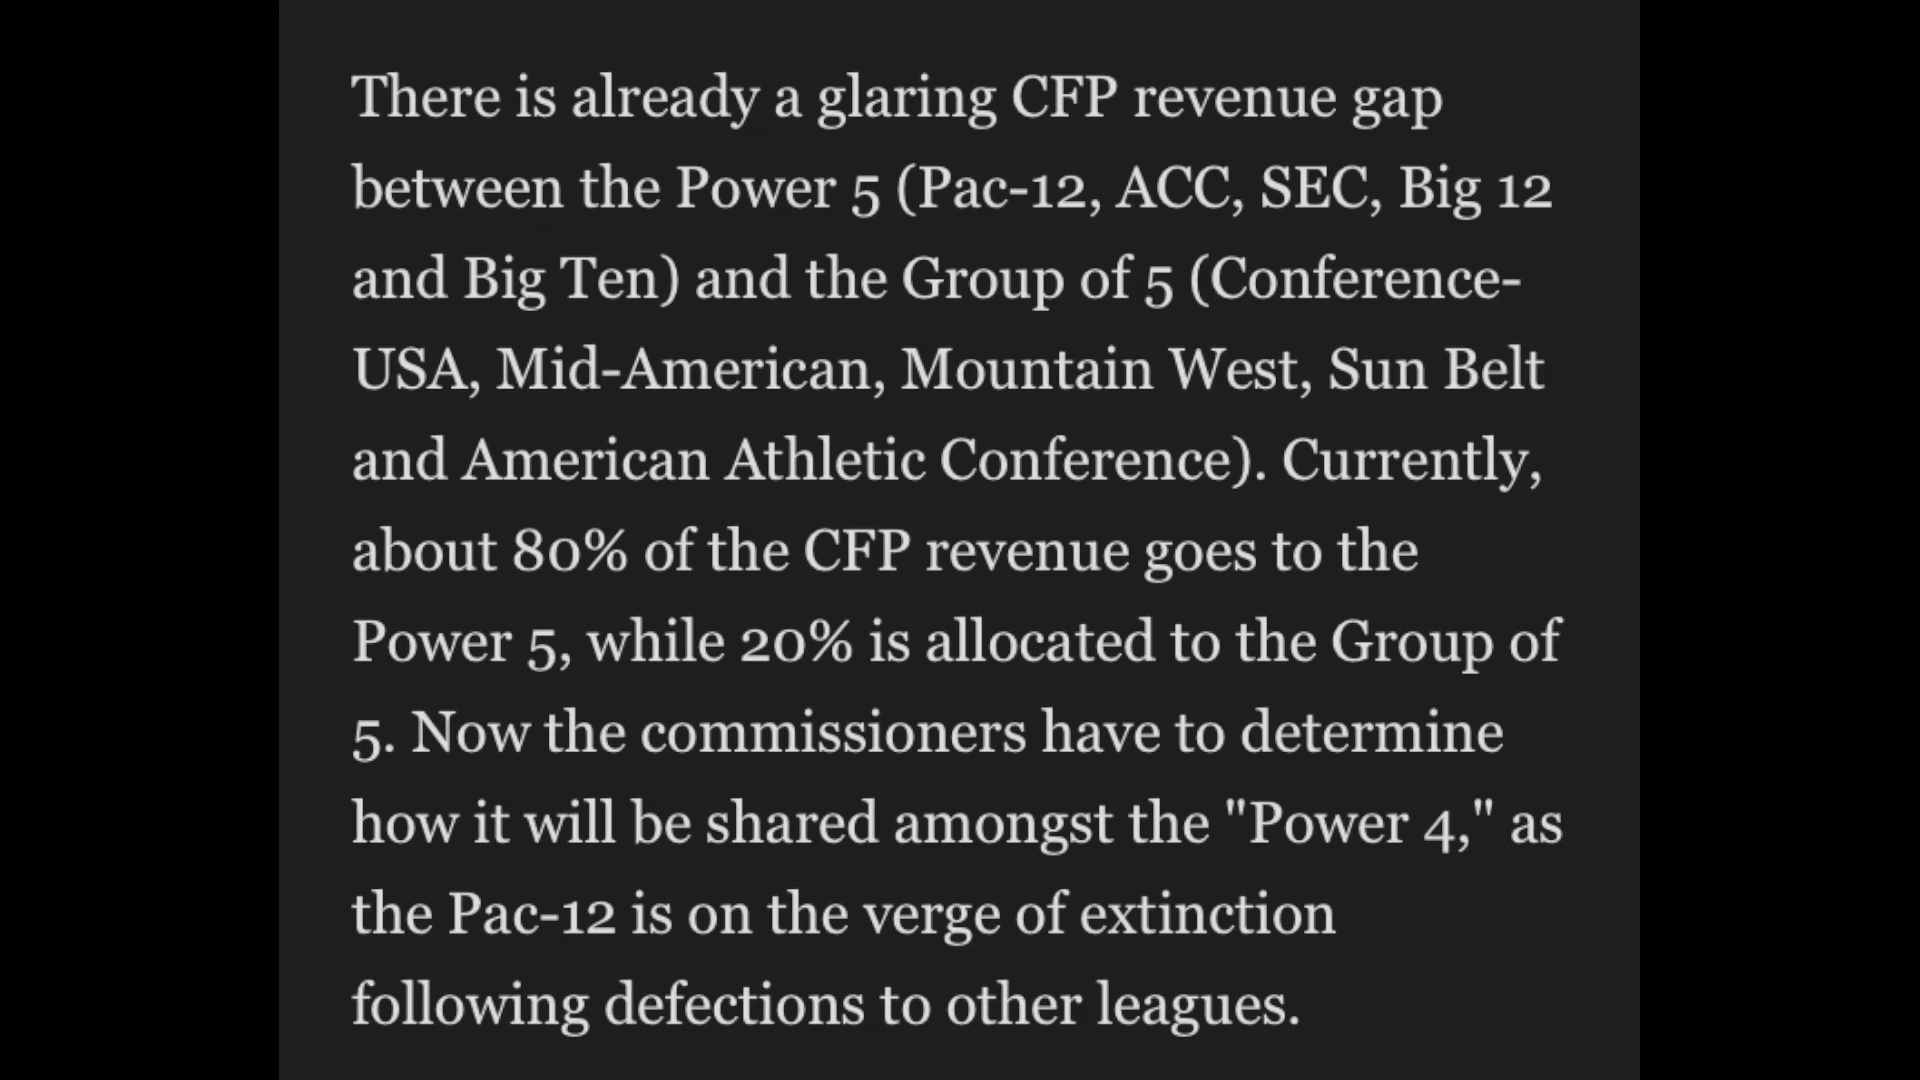 There is already a glaring CFP revenue gap
between the Power 5 (Pac-12, ACC, SEC, Big 12
and Big Ten) and the Group of 5 (Conference-
USA, Mid-American, Mountain West, Sun Belt
and American Athletic Conference). Currently,
about 80% of the CFP revenue goes to the
Power 5, while 20% is allocated to the Group of
5. Now the commissioners have to determine
how it will be shared amongst the "Power 4," as
the Pac-12 is on the verge of extinction
following defections to other leagues.